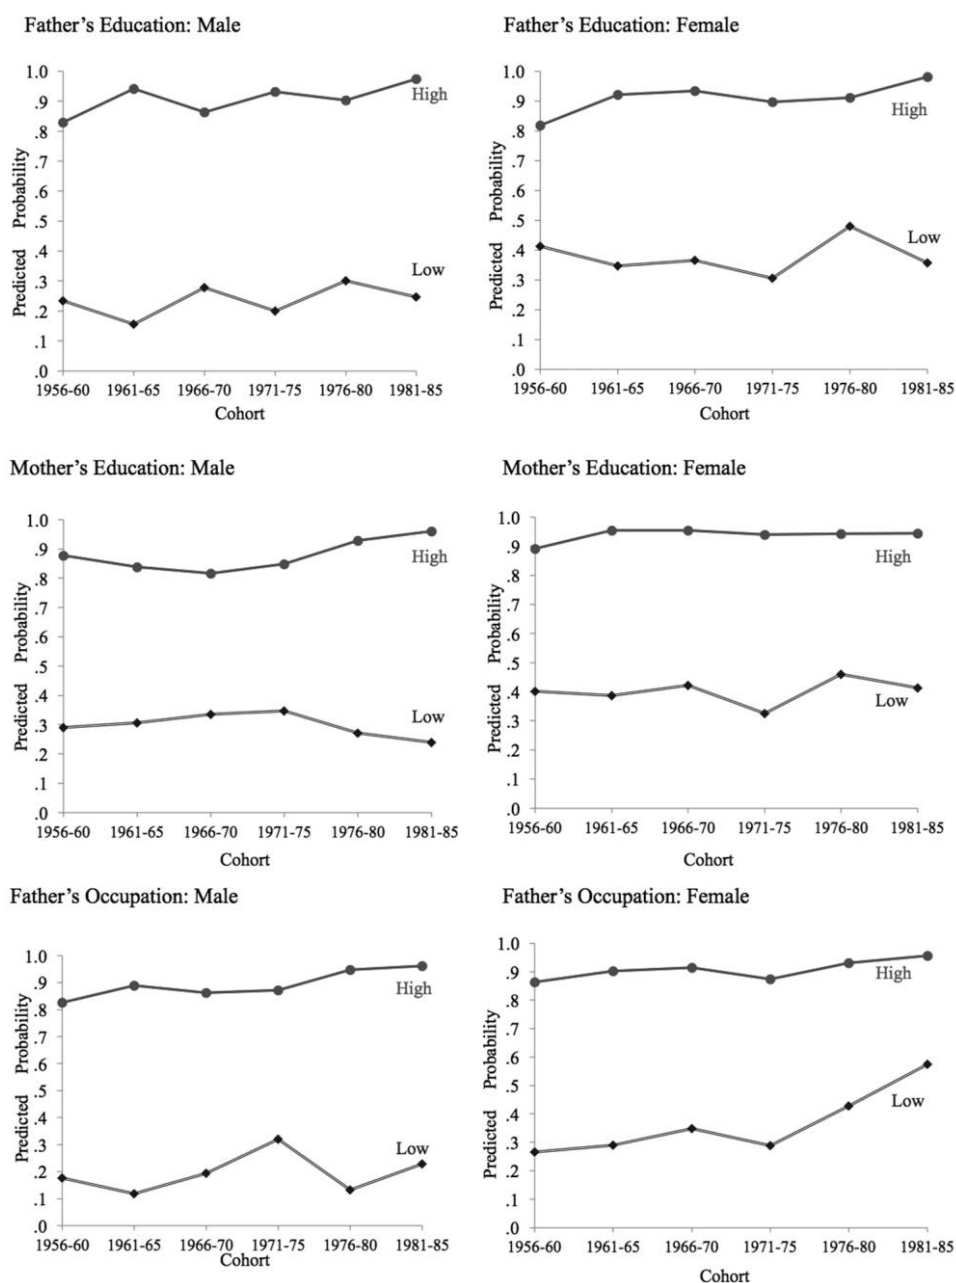 Father's Education: Male
1.0
.9
.8
.7
.6
.5
.4
.3
.2
.1
.0
Predicted Probability
High
Low
1956-60 1961-65 1966-70 1971-75 1976-80 1981-85
Cohort
Father's Education: Female
1.0
.9
.8
.7
.6
.5
.4
.3
.2
.1
.0
Predicted Probability
High
Low
1956-60 1961-65 1966-70 1971-75 1976-80 1981-85
Cohort
Mother's Education: Male
1.0
.9
.8
.7
.6
.5
.4
.3
.2
.1
.0
Predicted Probability
High
Low
1956-60 1961-65 1966-70 1971-75 1976-80 1981-85
Cohort
Mother's Education: Female
1.0
.9
.8
.7
.6
.5
.4
.3
.2
.1
.0
Predicted Probability
High
Low
1956-60 1961-65 1966-70 1971-75 1976-80 1981-85
Cohort
Father's Occupation: Male
1.0
.9
.8
.7
.6
.5
.4
.3
.2
.1
.0
Predicted Probability
High
Low
1956-60 1961-65 1966-70 1971-75 1976-80 1981-85
Cohort
Father's Occupation: Female
1.0
.9
.8
.7
.6
.5
.4
.3
.2
.1
.0
Predicted Probability
High
Low
1956-60 1961-65 1966-70 1971-75 1976-80 1981-85
Cohort